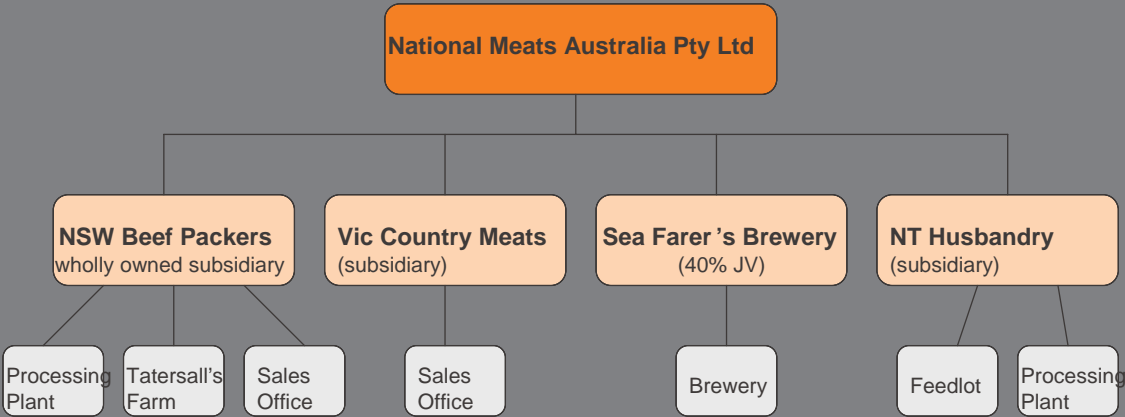 National Meats Australia Pty Ltd
NSW Beef Packers
wholly owned subsidiary
Vic Country Meats
(subsidiary)
Sea Farer 's Brewery
(40% JV)
NT Husbandry
(subsidiary)
Processing
Plant
Tatersall's
Farm
Sales
Office
Sales
Office
Brewery
Feedlot
Processing
Plant